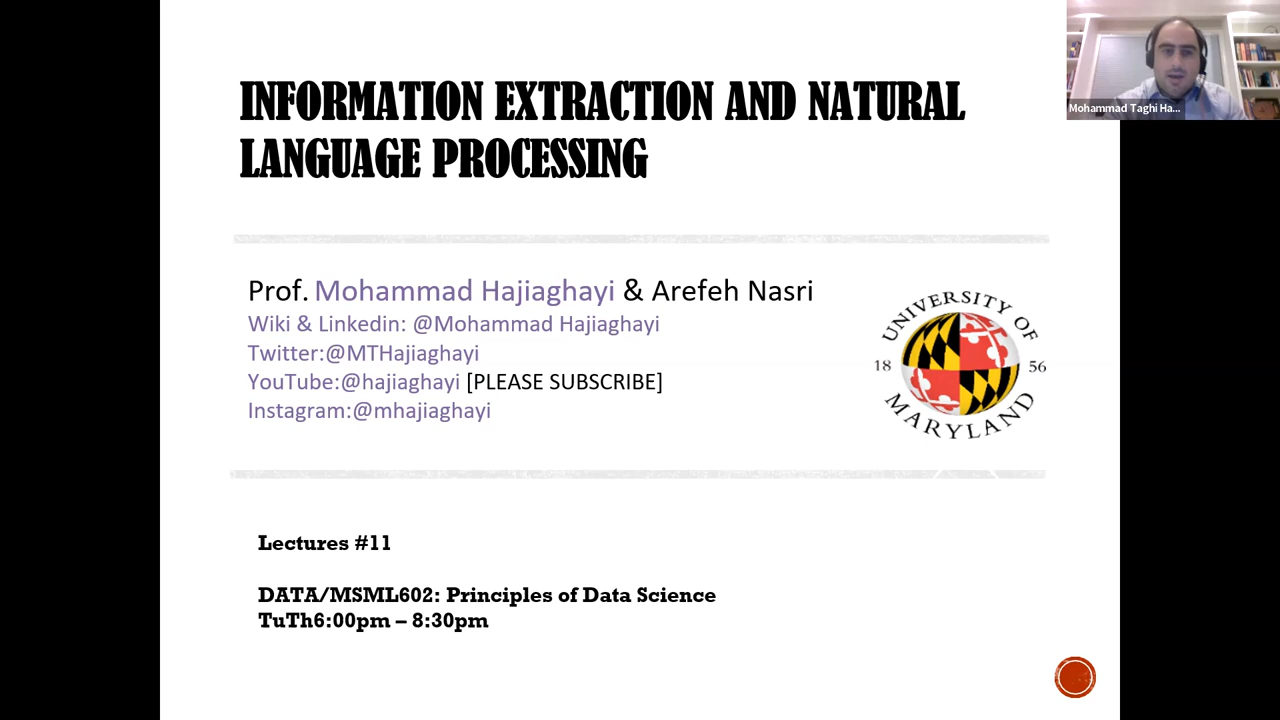 INFORMATION EXTRACTION AND NATURAL
LANGUAGE PROCESSING
Mohammad Taghi Ha...
Prof. Mohammad Hajiaghayi & Arefeh Nasri
Wiki & Linkedin: @Mohammad Hajiaghayi
Twitter:@MTHajiaghayi
YouTube:@hajiaghayi [PLEASE SUBSCRIBE]
Instagram:@mhajiaghayi
UNIVERSITY OF
18 56
MARYLAND
Lectures #11
DATA/MSML602: Principles of Data Science
TuTh6:00pm – 8:30pm